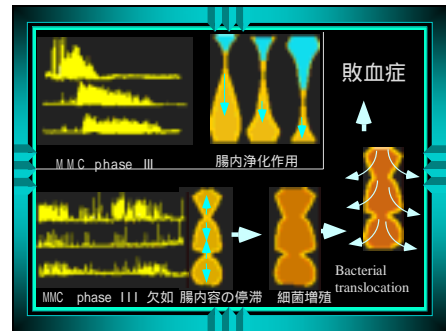 敗血症
MMC phase Ⅲ
腸内浄化作用
Bacterial
translocation
MMC phase III 欠如
腸内容の停滞
細菌増殖